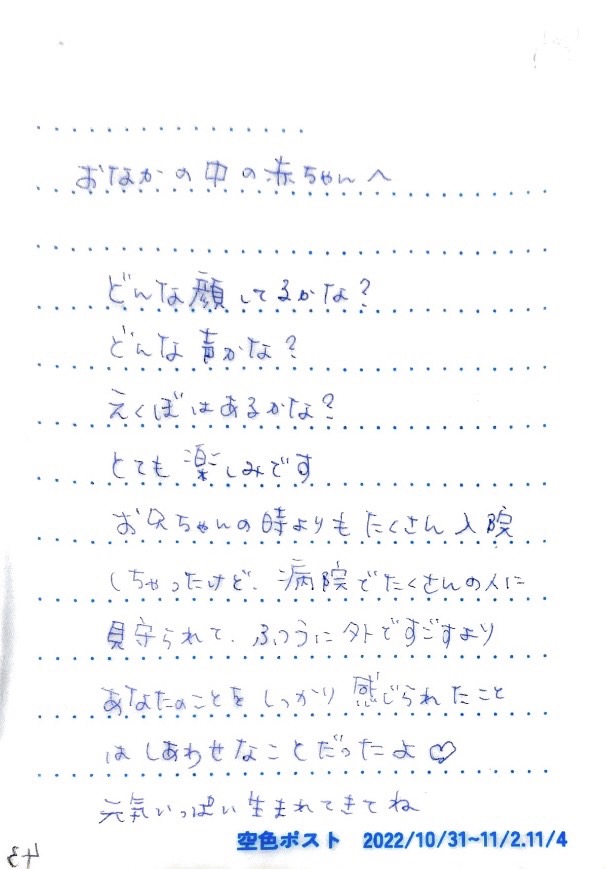 おなかの中の赤ちゃんへ
どんな顔してるかな?
どんな声かな?
えくぼはあるかな?
とても楽しみです
お兄ちゃんの時よりもたくさん入院
しちゃったけど、病院でたくさんの人に
見守られて、ふつうに外ですごすより
あなたのことをしっかり感じられたこと
はしあわせなことだったよ♡
元気いっぱい生まれてきてね
空色ポスト 2022/10/31~11/2.11/4
43